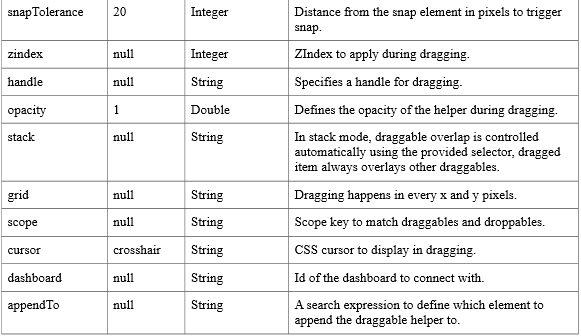 snapTolerance 20 Integer Distance from the snap element in pixels to trigger
snap.
zindex null Integer ZIndex to apply during dragging.
handle null String Specifies a handle for dragging.
opacity 1 Double Defines the opacity of the helper during dragging.
stack null String In stack mode, draggable overlap is controlled
automatically using the provided selector, dragged
item always overlays other draggables.
grid null String Dragging happens in every x and y pixels.
scope null String Scope key to match draggables and droppables.
cursor crosshair String CSS cursor to display in dragging.
dashboard null String Id of the dashboard to connect with.
appendTo null String A search expression to define which element to
append the draggable helper to.